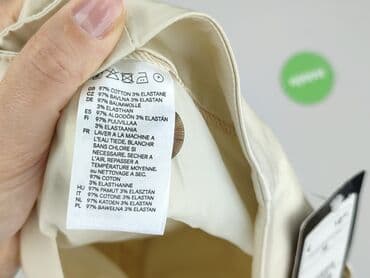 GB 97% COTTON 3% ELASTANE
CZ 97% BAVLNA 3% ELASTAN
DE 97% BAUMWOLLE
3% ELASTHAN
ES 97% ALGODÓN 3% ELASTANO
FI 97% PUUVILLAA
3% ELASTAANIA
FR LAVER A LA MACHINE A
L'EAU TIEDE, BLANCHIR
SANS CHLORE SI
NÉCESSAIRE, SECHER A
L'AIR, REPASSER A
TEMPÉRATURE MOYENNE,
OU NETTOYAGE A SEC.
97% COTON
3% ELASTHANNE
HU 97% PAMUT 3% ELASZTÁN
IT 97% COTONE 3% ELASTAN
NL 97% KATOEN 3% ELASTAN
PL 97% BAWEŁNA 3% ELASTAN